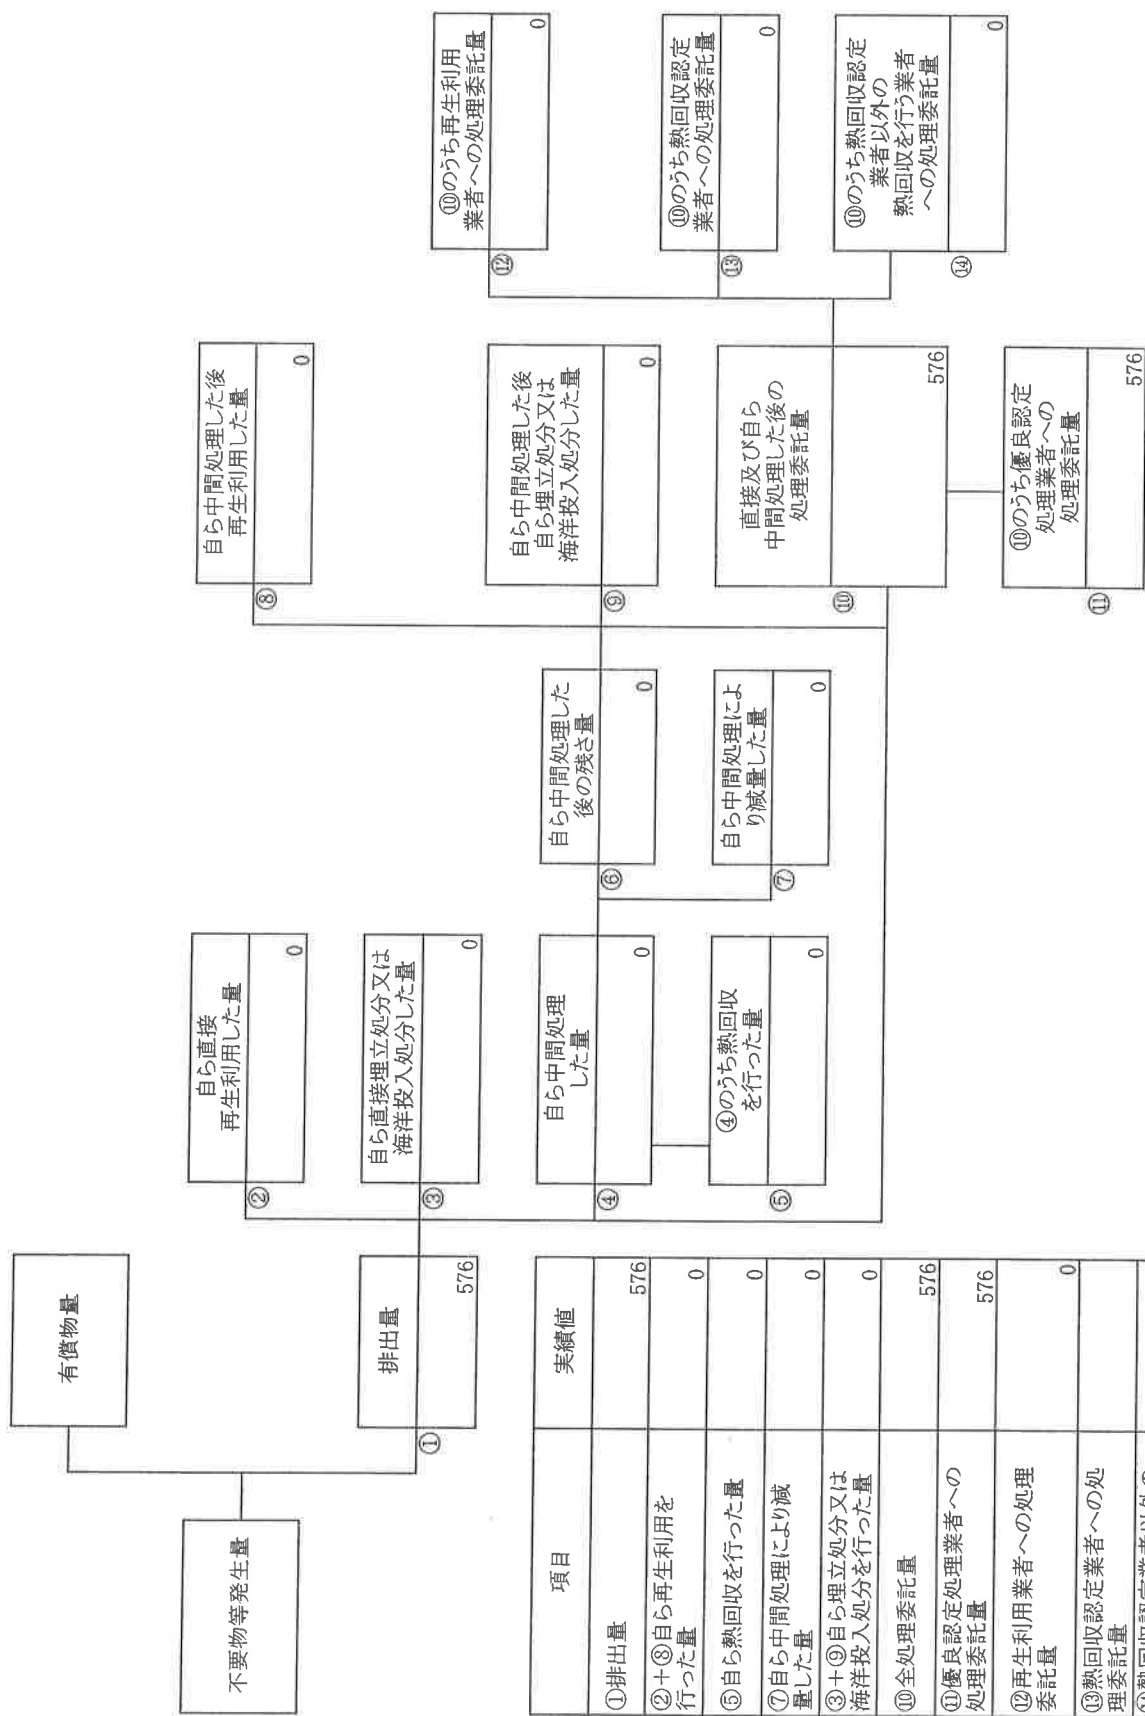 不要物等発生量
有償物量
排出量
①
576
自ら直接
再生利用した量
②
0
自ら直接埋立処分又は
海洋投入処分した量
③
0
自ら中間処理
した量
④
0
④のうち熱回収
を行った量
⑤
0
自ら中間処理した
後の残さ量
⑥
0
自ら中間処理によ
り減量した量
⑦
0
自ら中間処理した後
再生利用した量
⑧
0
自ら中間処理した後
自ら埋立処分又は
海洋投入処分した量
⑨
0
直接及び自ら
中間処理した後の
処理委託量
⑩
576
⑩のうち優良認定
処理業者への
処理委託量
⑪
576
⑩のうち再生利用
業者への処理委託量
⑫
0
⑩のうち熱回収認定
業者への処理委託量
⑬
0
⑩のうち熱回収認定
業者以外の
熱回収を行う業者
への処理委託量
⑭
0
項目 実績値
①排出量 576
②+⑧自ら再生利用を
行った量 0
⑤自ら熱回収を行った量 0
⑦自ら中間処理により減
量した量 0
③+⑨自ら埋立処分又は
海洋投入処分を行った量 0
⑩全処理委託量 576
⑪優良認定処理業者への
処理委託量 576
⑫再生利用業者への処理
委託量 0
⑬熱回収認定業者への処
理委託量